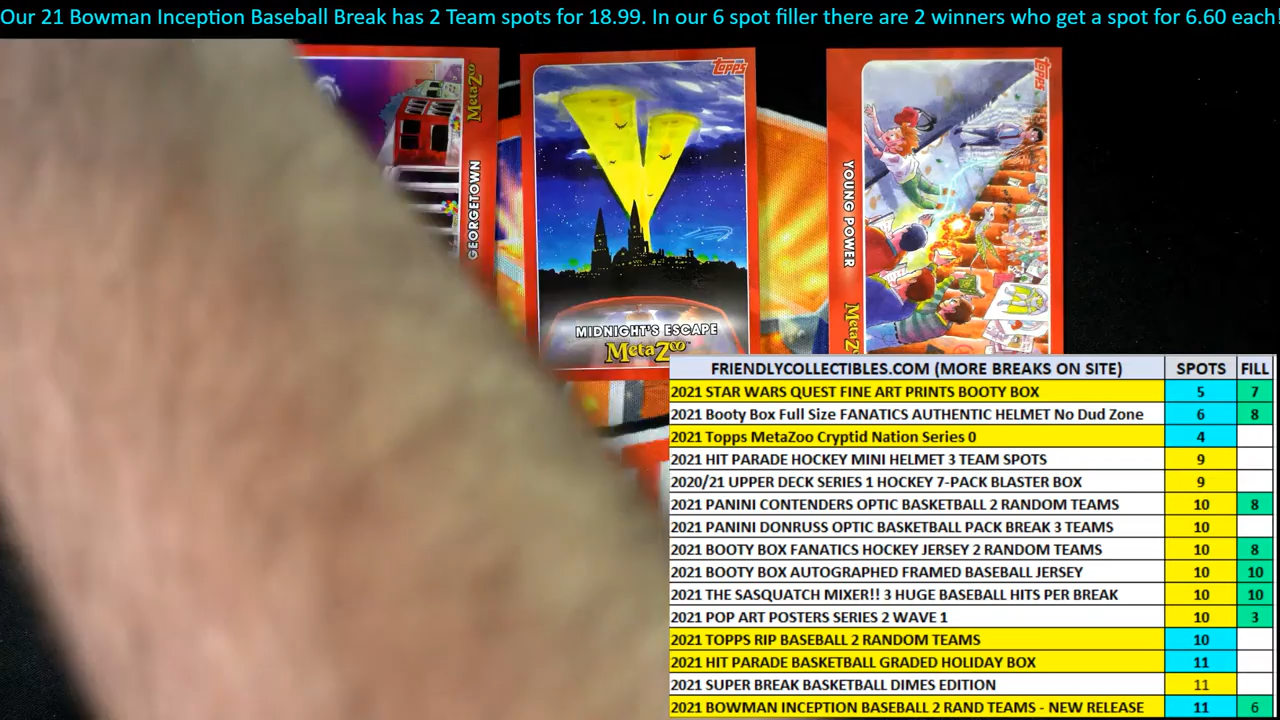 Our 21 Bowman Inception Baseball Break has 2 Team spots for 18.99. In our 6 spot filler there are 2 winners who get a spot for 6.60 each!
MetaZoo
GEORGETOWN
topps
MIDNIGHT'S ESCAPE
MetaZoo
topps
YOUNG POWER
MetaZ
FRIENDLYCOLLECTIBLES.COM (MORE BREAKS ON SITE) SPOTS FILL
2021 STAR WARS QUEST FINE ART PRINTS BOOTY BOX 5 7
2021 Booty Box Full Size FANATICS AUTHENTIC HELMET No Dud Zone 6 8
2021 Topps MetaZoo Cryptid Nation Series 0 4
2021 HIT PARADE HOCKEY MINI HELMET 3 TEAM SPOTS 9
2020/21 UPPER DECK SERIES 1 HOCKEY 7-PACK BLASTER BOX 9
2021 PANINI CONTENDERS OPTIC BASKETBALL 2 RANDOM TEAMS 10 8
2021 PANINI DONRUSS OPTIC BASKETBALL PACK BREAK 3 TEAMS 10
2021 BOOTY BOX FANATICS HOCKEY JERSEY 2 RANDOM TEAMS 10 8
2021 BOOTY BOX AUTOGRAPHED FRAMED BASEBALL JERSEY 10 10
2021 THE SASQUATCH MIXER!! 3 HUGE BASEBALL HITS PER BREAK 10 10
2021 POP ART POSTERS SERIES 2 WAVE 1 10 3
2021 TOPPS RIP BASEBALL 2 RANDOM TEAMS 10
2021 HIT PARADE BASKETBALL GRADED HOLIDAY BOX 11
2021 SUPER BREAK BASKETBALL DIMES EDITION 11
2021 BOWMAN INCEPTION BASEBALL 2 RAND TEAMS - NEW RELEASE 11 6